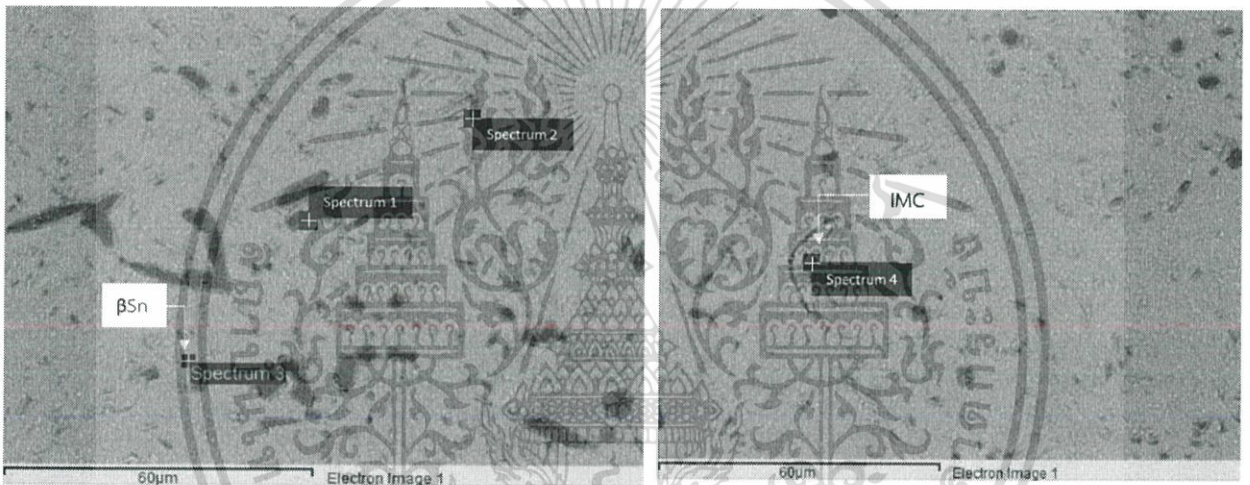 Spectrum 2
Spectrum 1
βSn
Spectrum 3
60µm
Electron Image 1
IMC
Spectrum 4
60µm
Electron Image 1